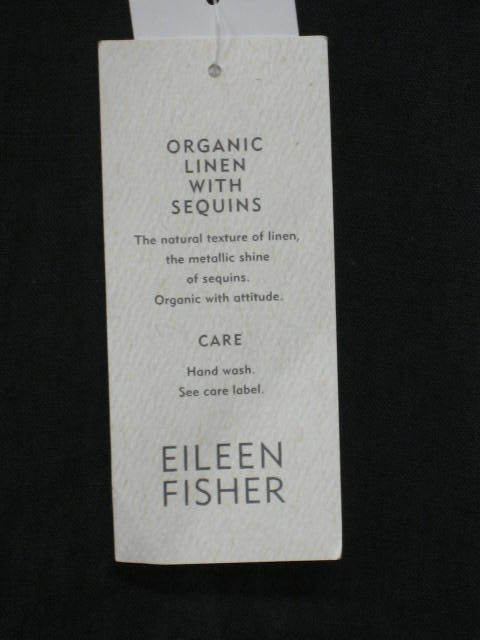 ORGANIC
LINEN
WITH
SEQUINS
The natural texture of linen,
the metallic shine
of sequins.
Organic with attitude.
CARE
Hand wash.
See care label.
EILEEN
FISHER